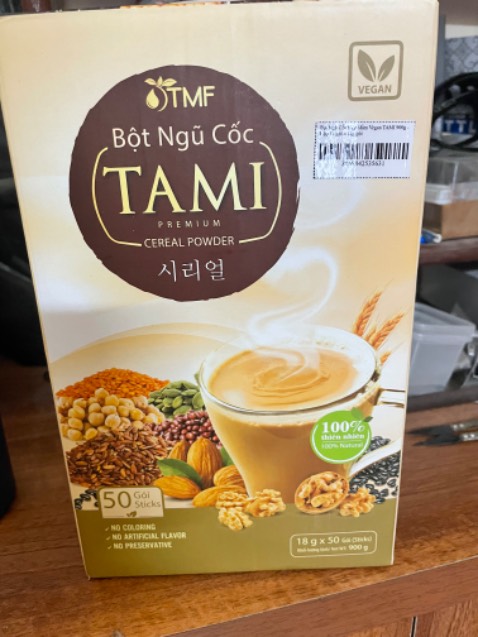 TMF
VEGAN
Bột Ngũ Cốc
TAMI
PREMIUM
CEREAL POWDER
시리얼
100%
thiên nhiên
100% Natural
50 Gói
Sticks
NO COLORING
NO ARTIFICIAL FLAVOR
NO PRESERVATIVE
18 g x 50 Gói (Sticks)
900 g